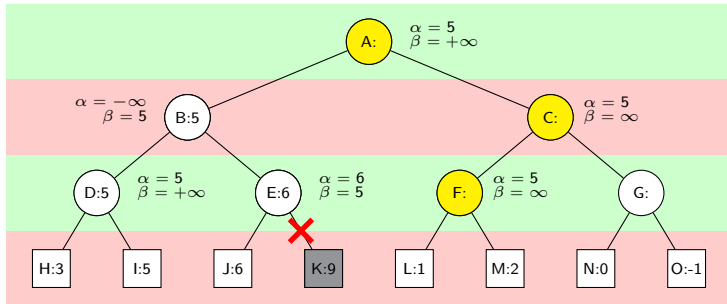 A:
α = 5
β = +∞
α = −∞
β = 5
B:5
C:
α = 5
β = ∞
D:5
α = 5
β = +∞
E:6
α = 6
β = 5
F:
α = 5
β = ∞
G:
H:3
I:5
J:6
K:9
L:1
M:2
N:0
O:-1